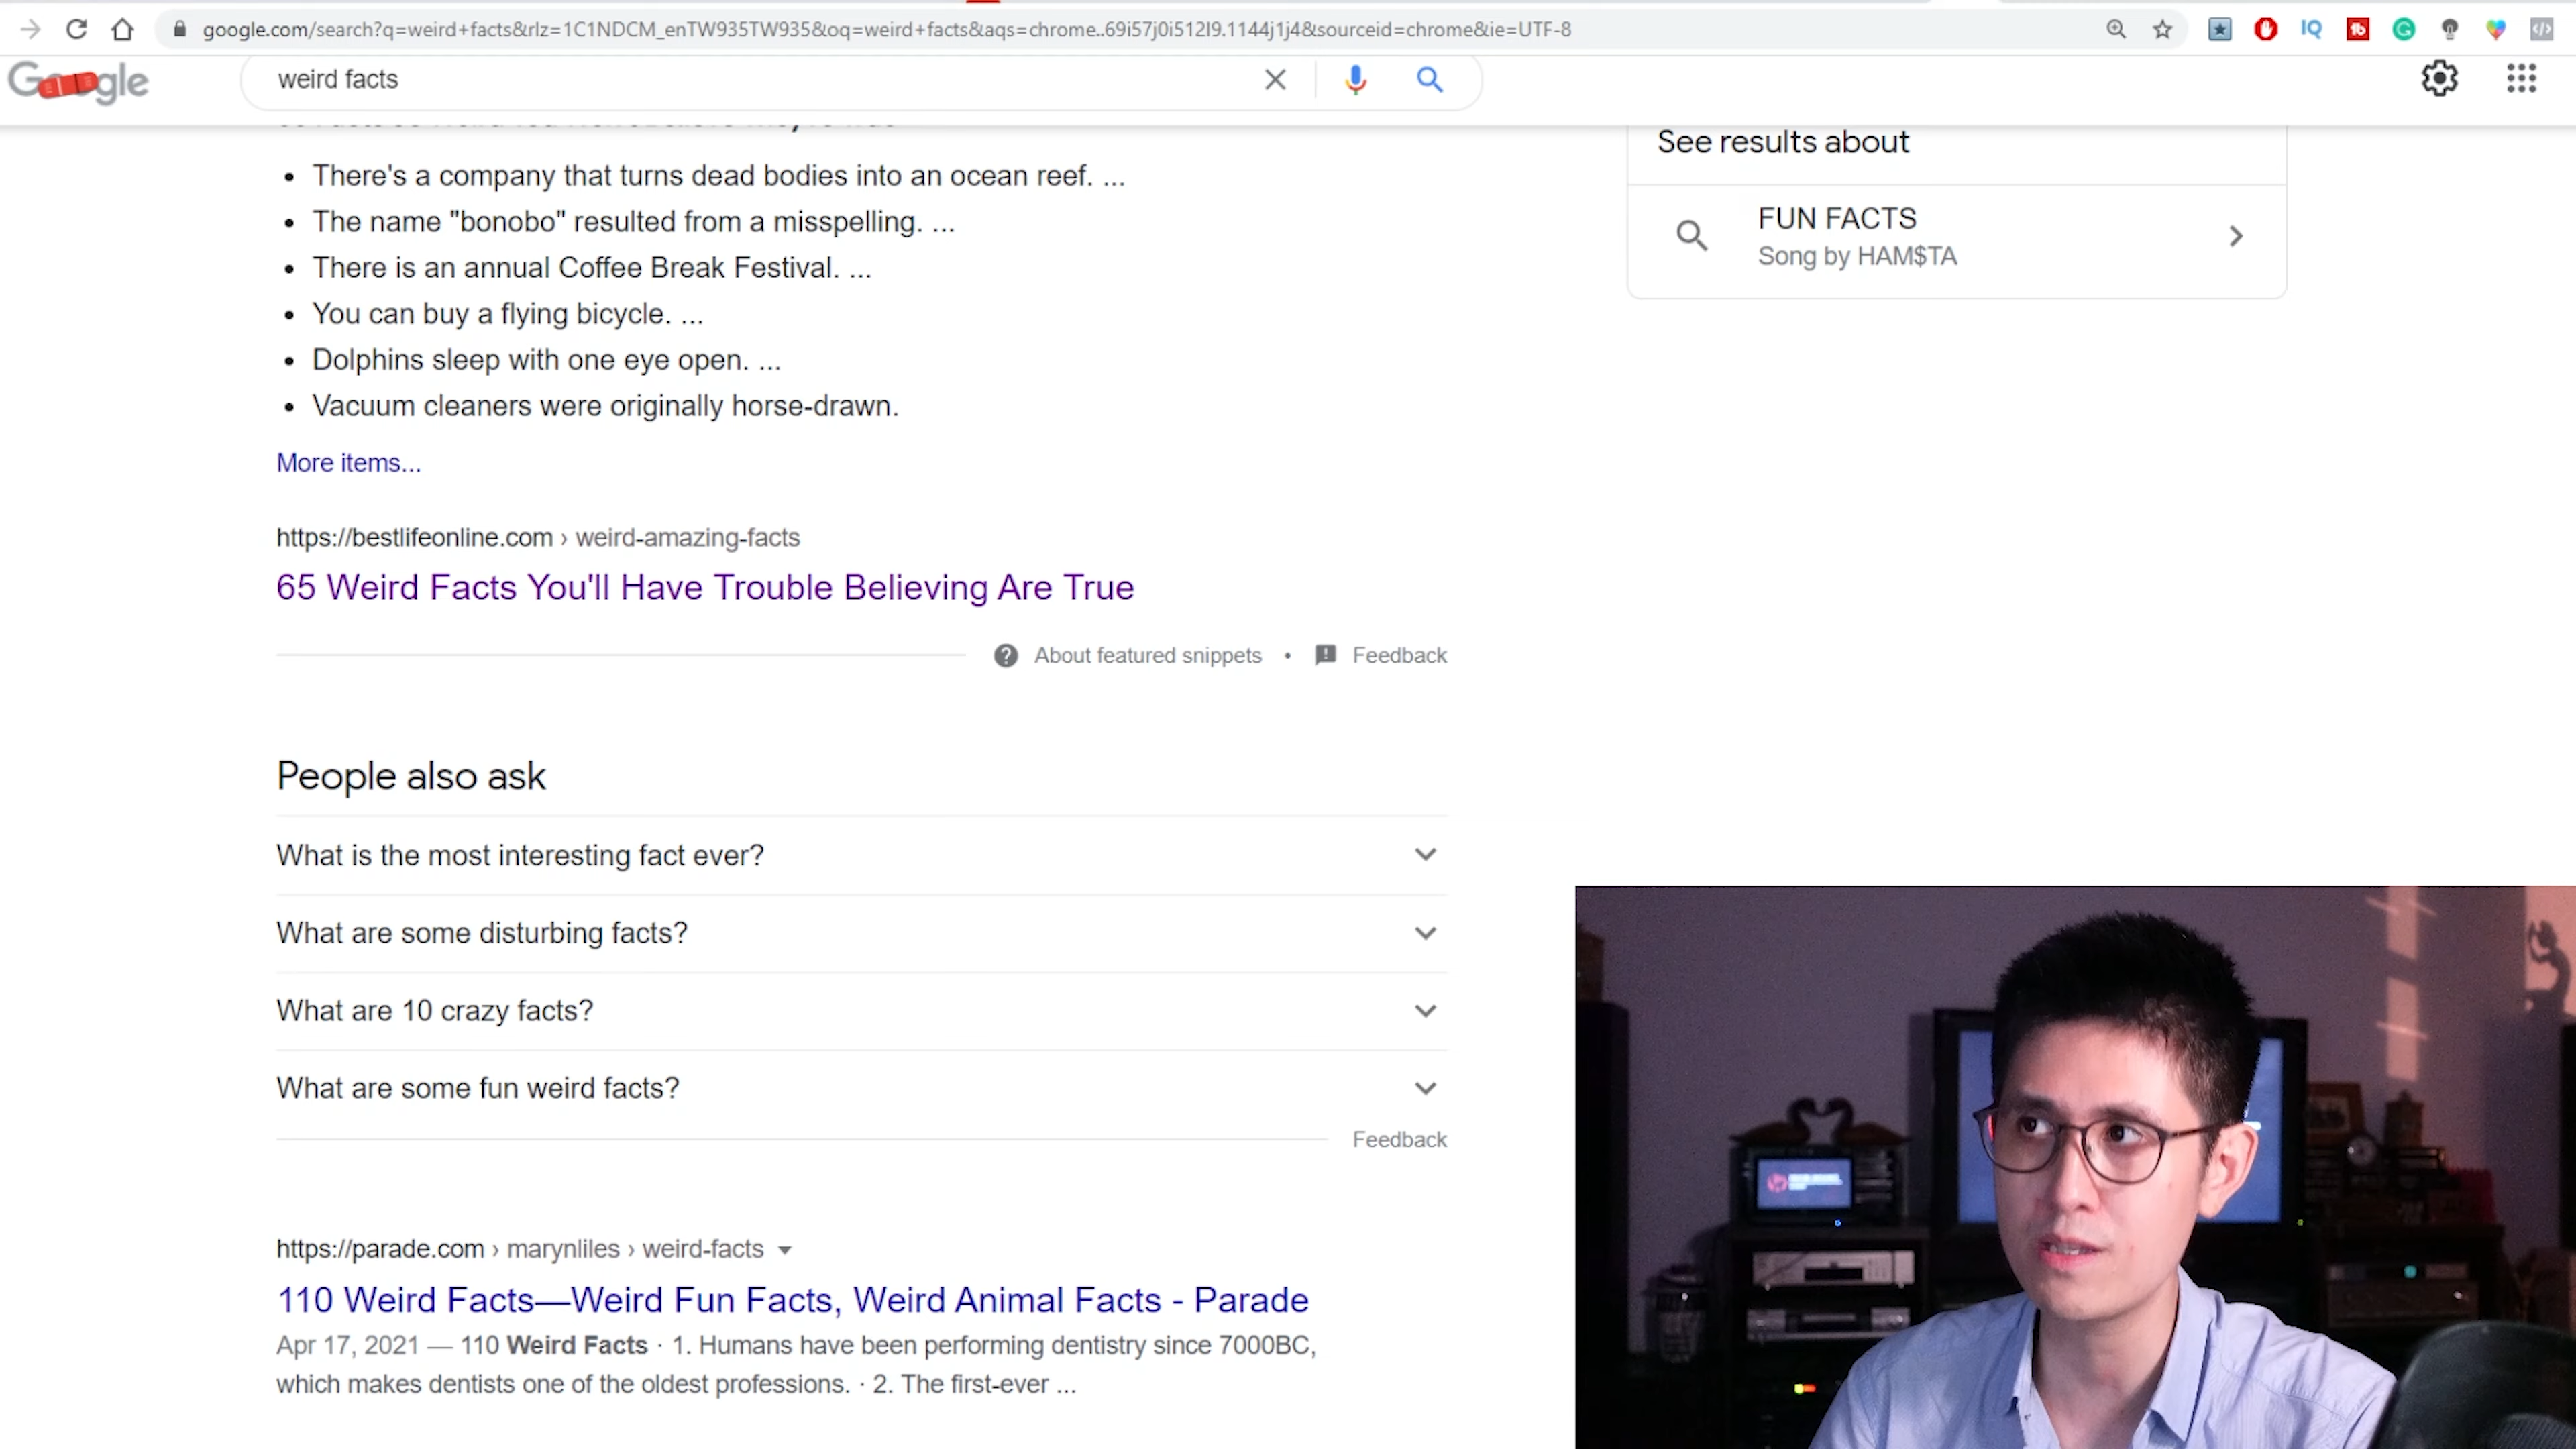 google.com/search?q=weird+facts&rlz=1C1NDCM_enTW935TW935&oq=weird+facts&aqs=chrome..69i57j0i512l9.1144j1j4&sourceid=chrome&ie=UTF-8
IQ
Google
weird facts
There's a company that turns dead bodies into an ocean reef. ...
The name "bonobo" resulted from a misspelling. ...
There is an annual Coffee Break Festival. ...
You can buy a flying bicycle. ...
Dolphins sleep with one eye open. ...
Vacuum cleaners were originally horse-drawn.
More items...
https://bestlifeonline.com › weird-amazing-facts
65 Weird Facts You'll Have Trouble Believing Are True
About featured snippets • Feedback
People also ask
What is the most interesting fact ever?
What are some disturbing facts?
What are 10 crazy facts?
What are some fun weird facts?
Feedback
https://parade.com › marynliles › weird-facts
110 Weird Facts—Weird Fun Facts, Weird Animal Facts - Parade
Apr 17, 2021 — 110 Weird Facts · 1. Humans have been performing dentistry since 7000BC,
which makes dentists one of the oldest professions. · 2. The first-ever ...
See results about
FUN FACTS
Song by HAM$TA